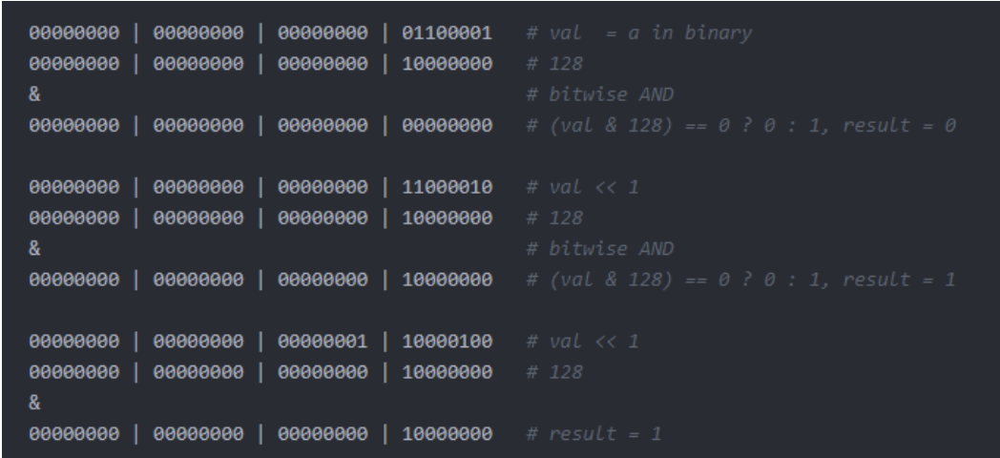 00000000 | 00000000 | 00000000 | 01100001 # val = a in binary
00000000 | 00000000 | 00000000 | 10000000 # 128
& # bitwise AND
00000000 | 00000000 | 00000000 | 00000000 # (val & 128) == 0 ? 0 : 1, result = 0
00000000 | 00000000 | 00000000 | 11000010 # val << 1
00000000 | 00000000 | 00000000 | 10000000 # 128
& # bitwise AND
00000000 | 00000000 | 00000000 | 10000000 # (val & 128) == 0 ? 0 : 1, result = 1
00000000 | 00000000 | 00000001 | 10000100 # val << 1
00000000 | 00000000 | 00000000 | 10000000 # 128
&
00000000 | 00000000 | 00000000 | 10000000 # result = 1